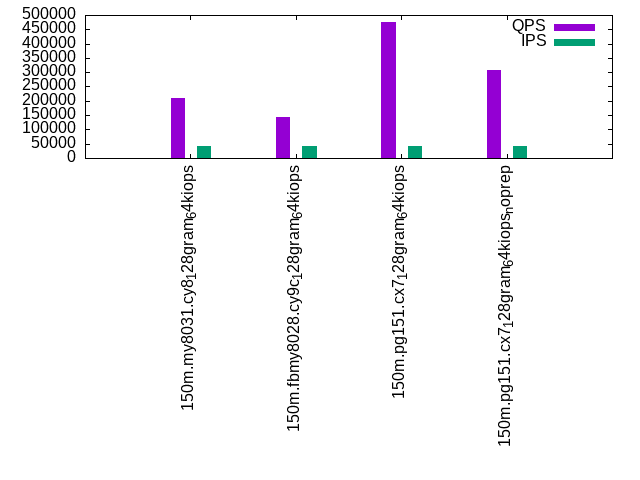 500000
450000
400000
350000
300000
250000
200000
150000
100000
50000
0
QPS
IPS
150m.my8031.cy8₁28gram₆4kiops
150m.fbmy8028.cy9c₁28gram₆4kiops
150m.pg151.cx7₁28gram₆4kiops
150m.pg151.cx7₁28gram₆4kiopsₙoprep